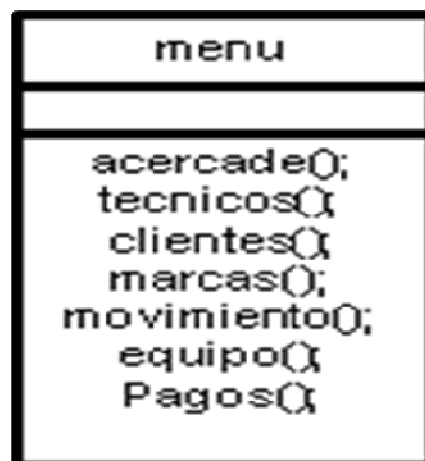 menu
acercade();
tecnicos();
clientes();
marcas();
movimiento();
equipo();
Pagos();